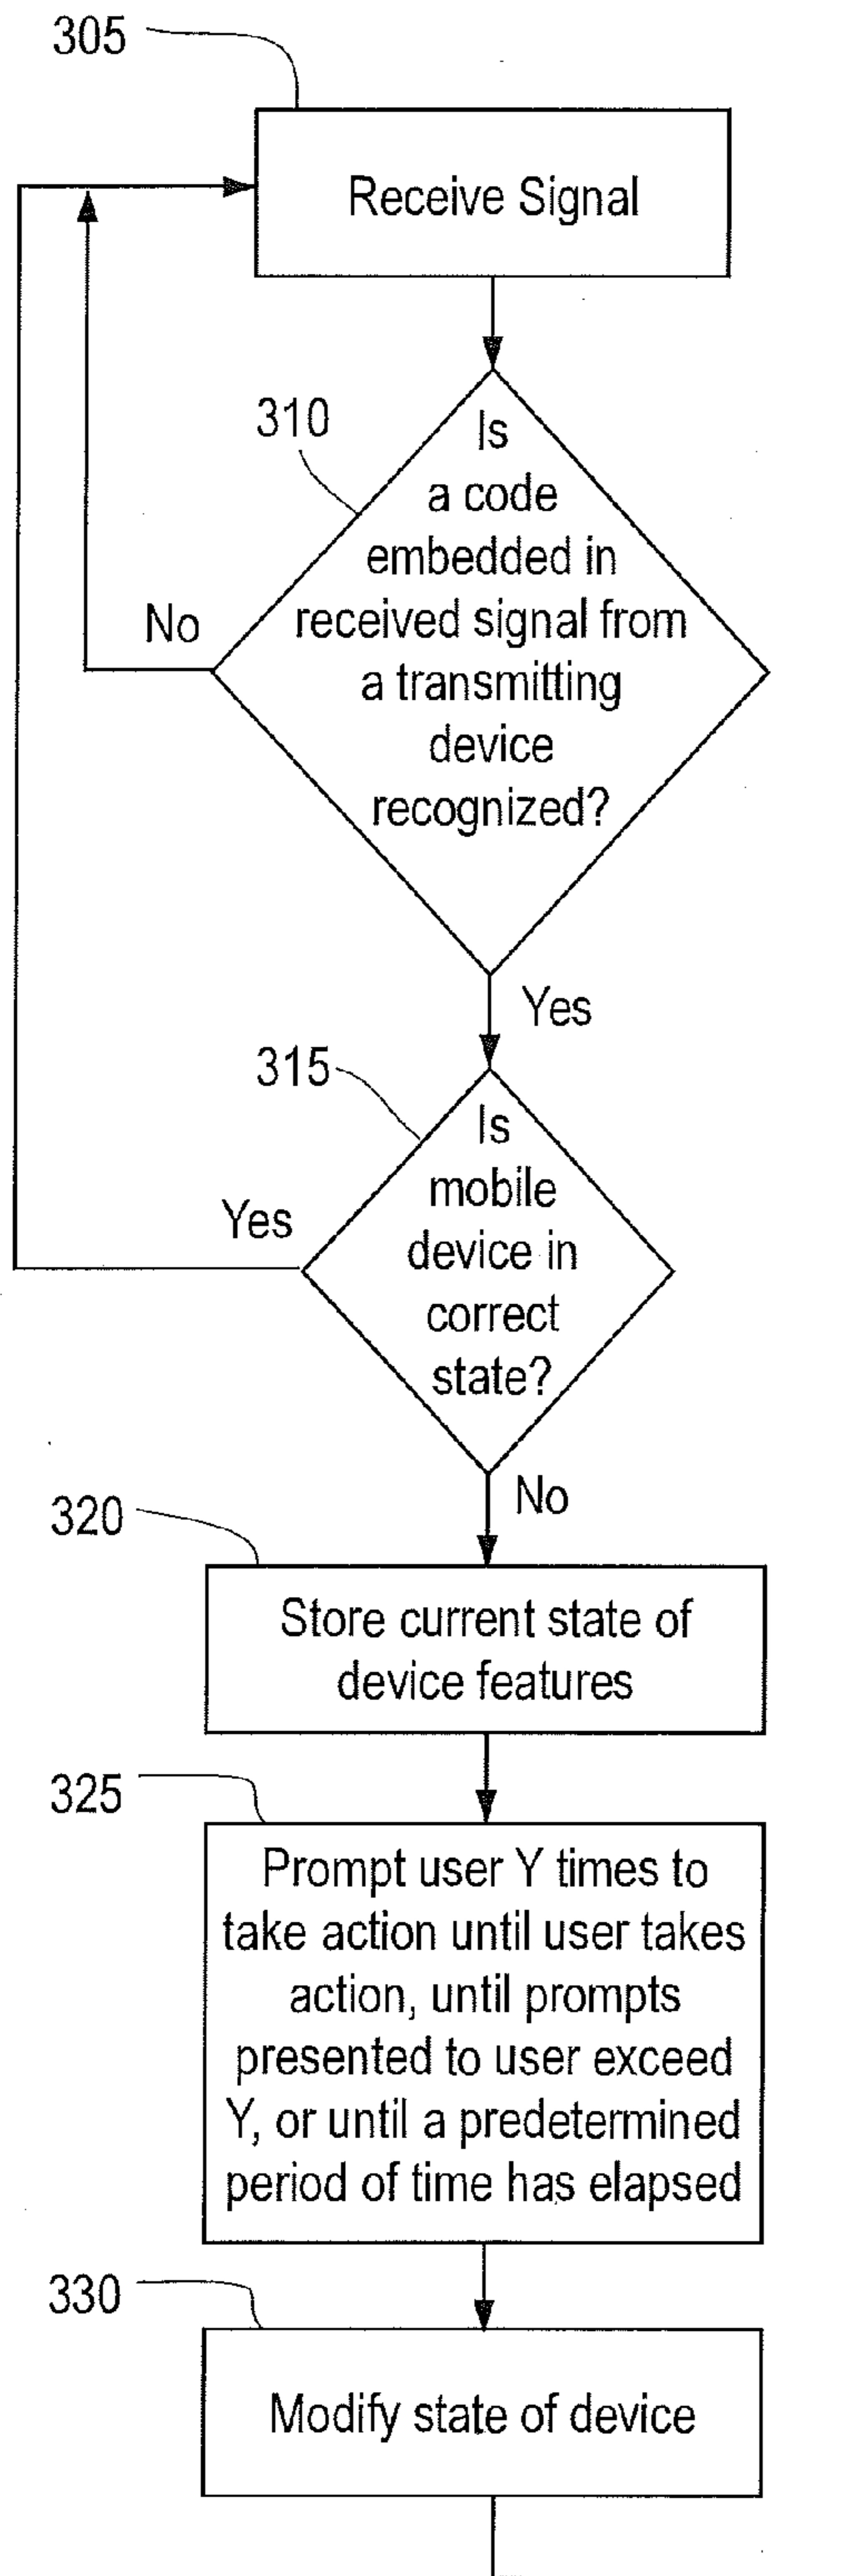 305
Receive Signal
310
Is
a code
embedded in
received signal from
a transmitting
device
recognized?
No
Yes
315
Is
mobile
device in
correct
state?
Yes
No
320
Store current state of
device features
325
Prompt user Y times to
take action until user takes
action, until prompts
presented to user exceed
Y, or until a predetermined
period of time has elapsed
330
Modify state of device